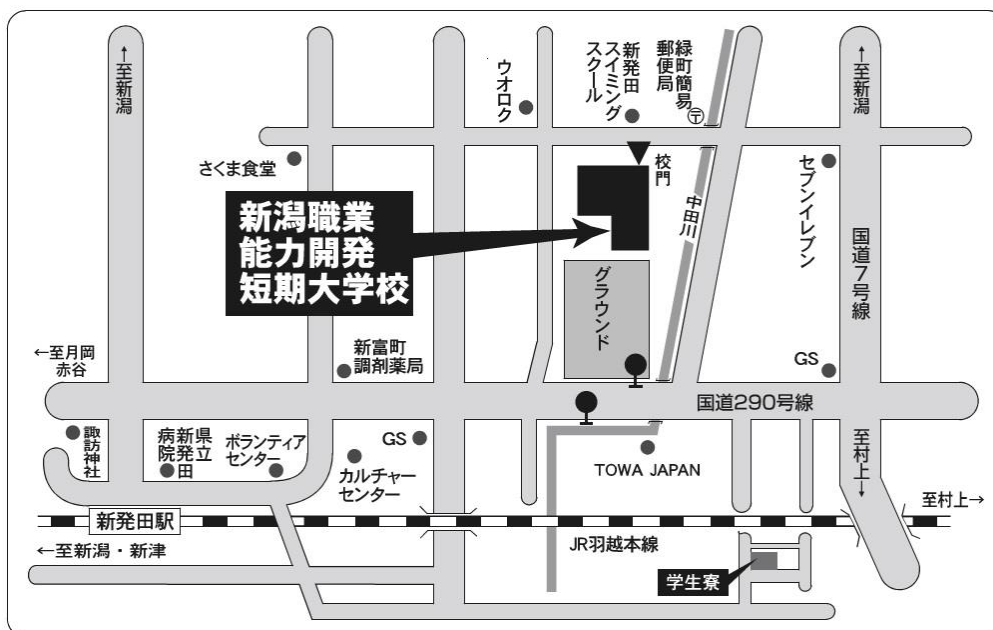 ←至新潟
ウオロク
新発田
スイミング
スクール
緑町簡易
郵便局
〒
←至新潟
さくま食堂
校門
セブンイレブン
中田川
新潟職業
能力開発
短期大学校
国道7号線
グラウンド
←至月岡
赤谷
新富町
調剤薬局
GS
国道290号線
諏訪神社
県立
新発田
病院
ボランティア
センター
GS
カルチャー
センター
TOWA JAPAN
至村上→
至村上→
新発田駅
JR羽越本線
←至新潟・新津
学生寮